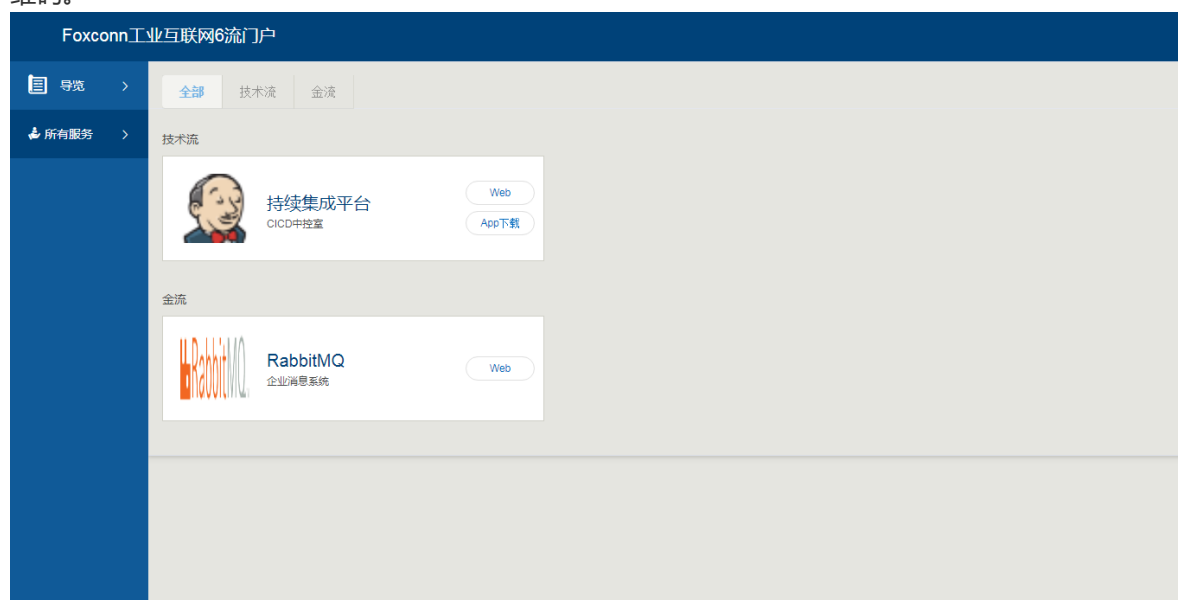 Foxconn工业互联网6流门户
导览
所有服务
全部 技术流 金流
技术流
持续集成平台
CICD中控室
Web
App下载
金流
RabbitMQ
RabbitMQ
企业消息系统
Web